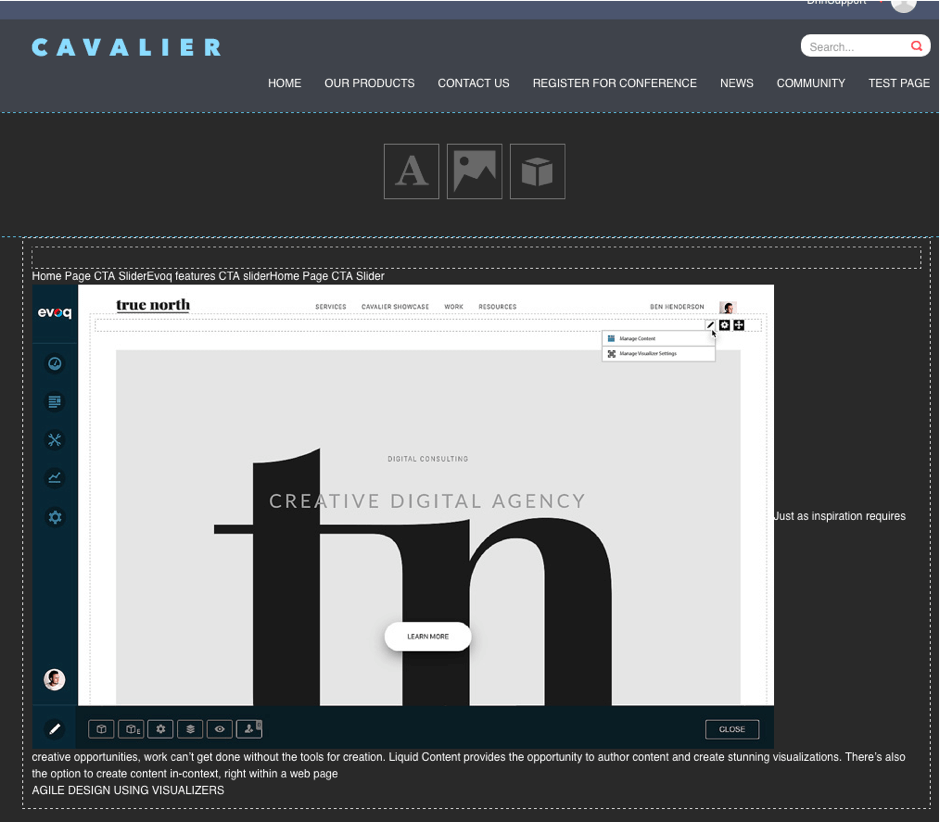 DnnSupport
CAVALIER
Search...
HOME OUR PRODUCTS CONTACT US REGISTER FOR CONFERENCE NEWS COMMUNITY TEST PAGE
A
Home Page CTA SliderEvoq features CTA sliderHome Page CTA Slider
evoq
true north
SERVICES CAVALIER SHOWCASE WORK RESOURCES
BEN HENDERSON
Manage Content
Manage Visualizer Settings
DIGITAL CONSULTING
CREATIVE DIGITAL AGENCY
tn
LEARN MORE
CLOSE
Just as inspiration requires
creative opportunities, work can't get done without the tools for creation. Liquid Content provides the opportunity to author content and create stunning visualizations. There's also
the option to create content in-context, right within a web page
AGILE DESIGN USING VISUALIZERS